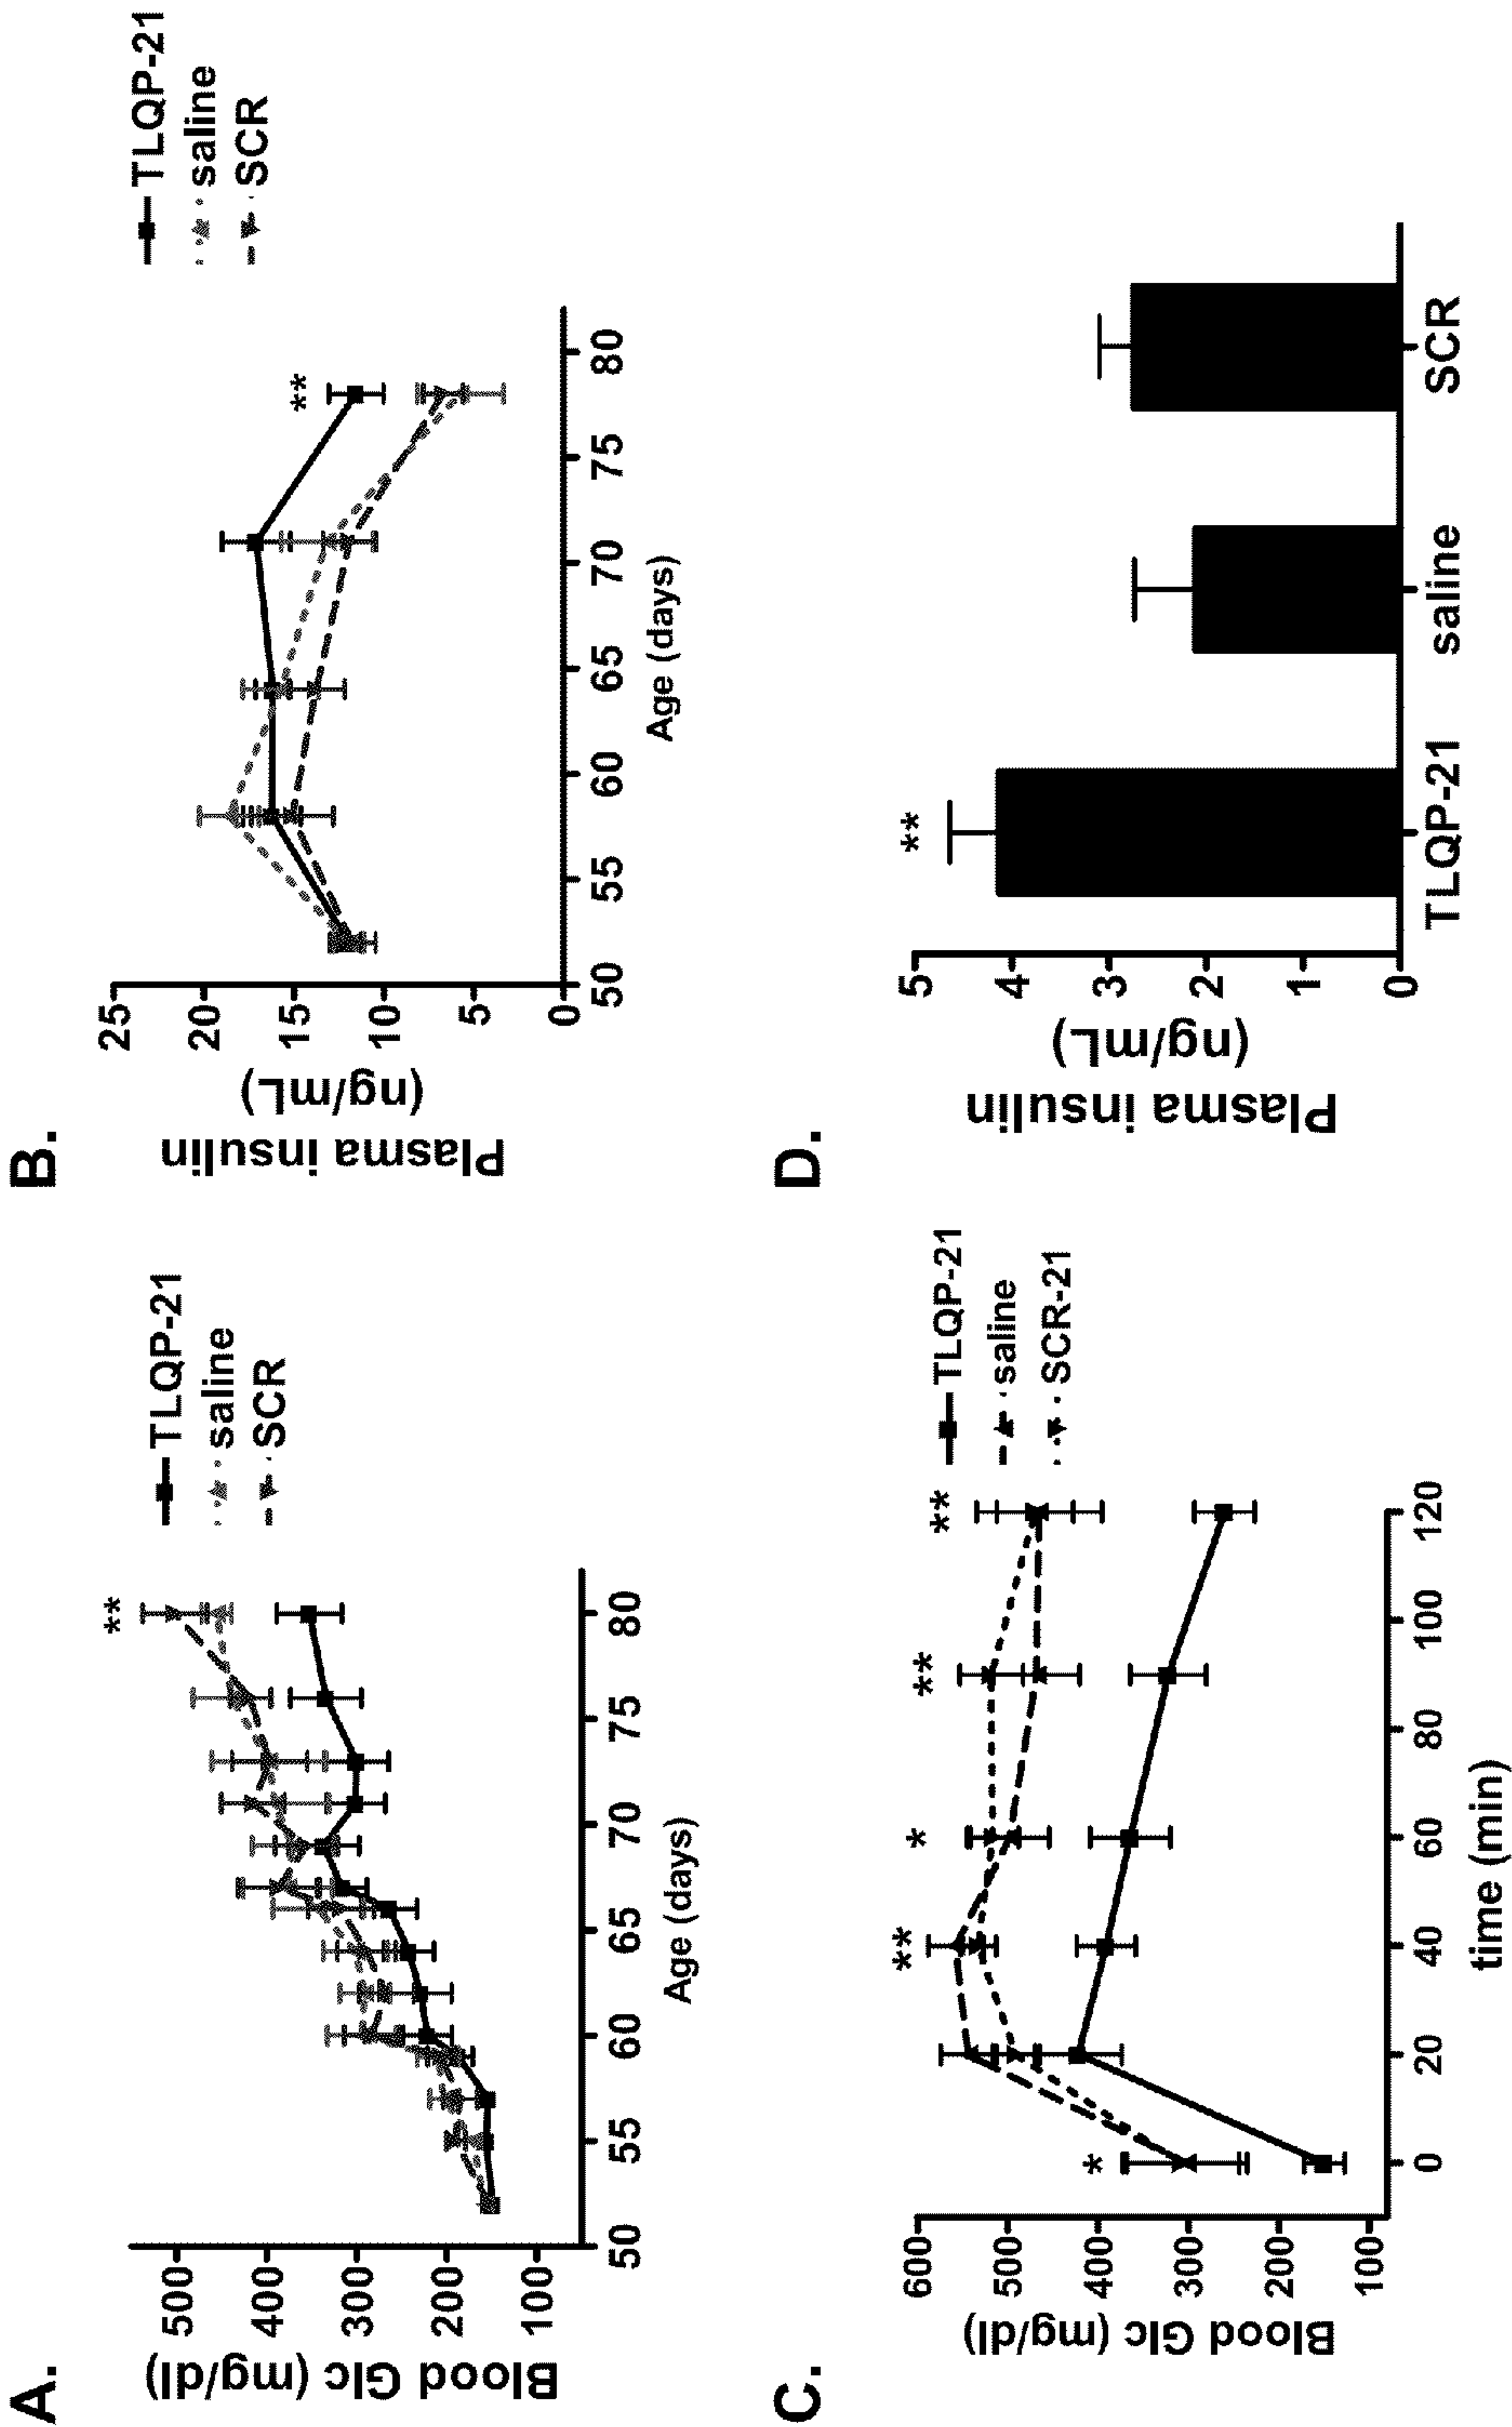 A.
Blood Glc (mg/dl)
500
400
300
200
100
50 55 60 65 70 75 80
Age (days)
**
TLQP-21
saline
SCR
B.
Plasma insulin
(ng/mL)
25
20
15
10
5
0
50 55 60 65 70 75 80
Age (days)
**
TLQP-21
saline
SCR
C.
Blood Glc (mg/dl)
600
500
400
300
200
100
0 20 40 60 80 100 120
time (min)
* ** * ** **
TLQP-21
saline
SCR-21
D.
Plasma insulin
(ng/mL)
5
4
3
2
1
0
**
TLQP-21 saline SCR